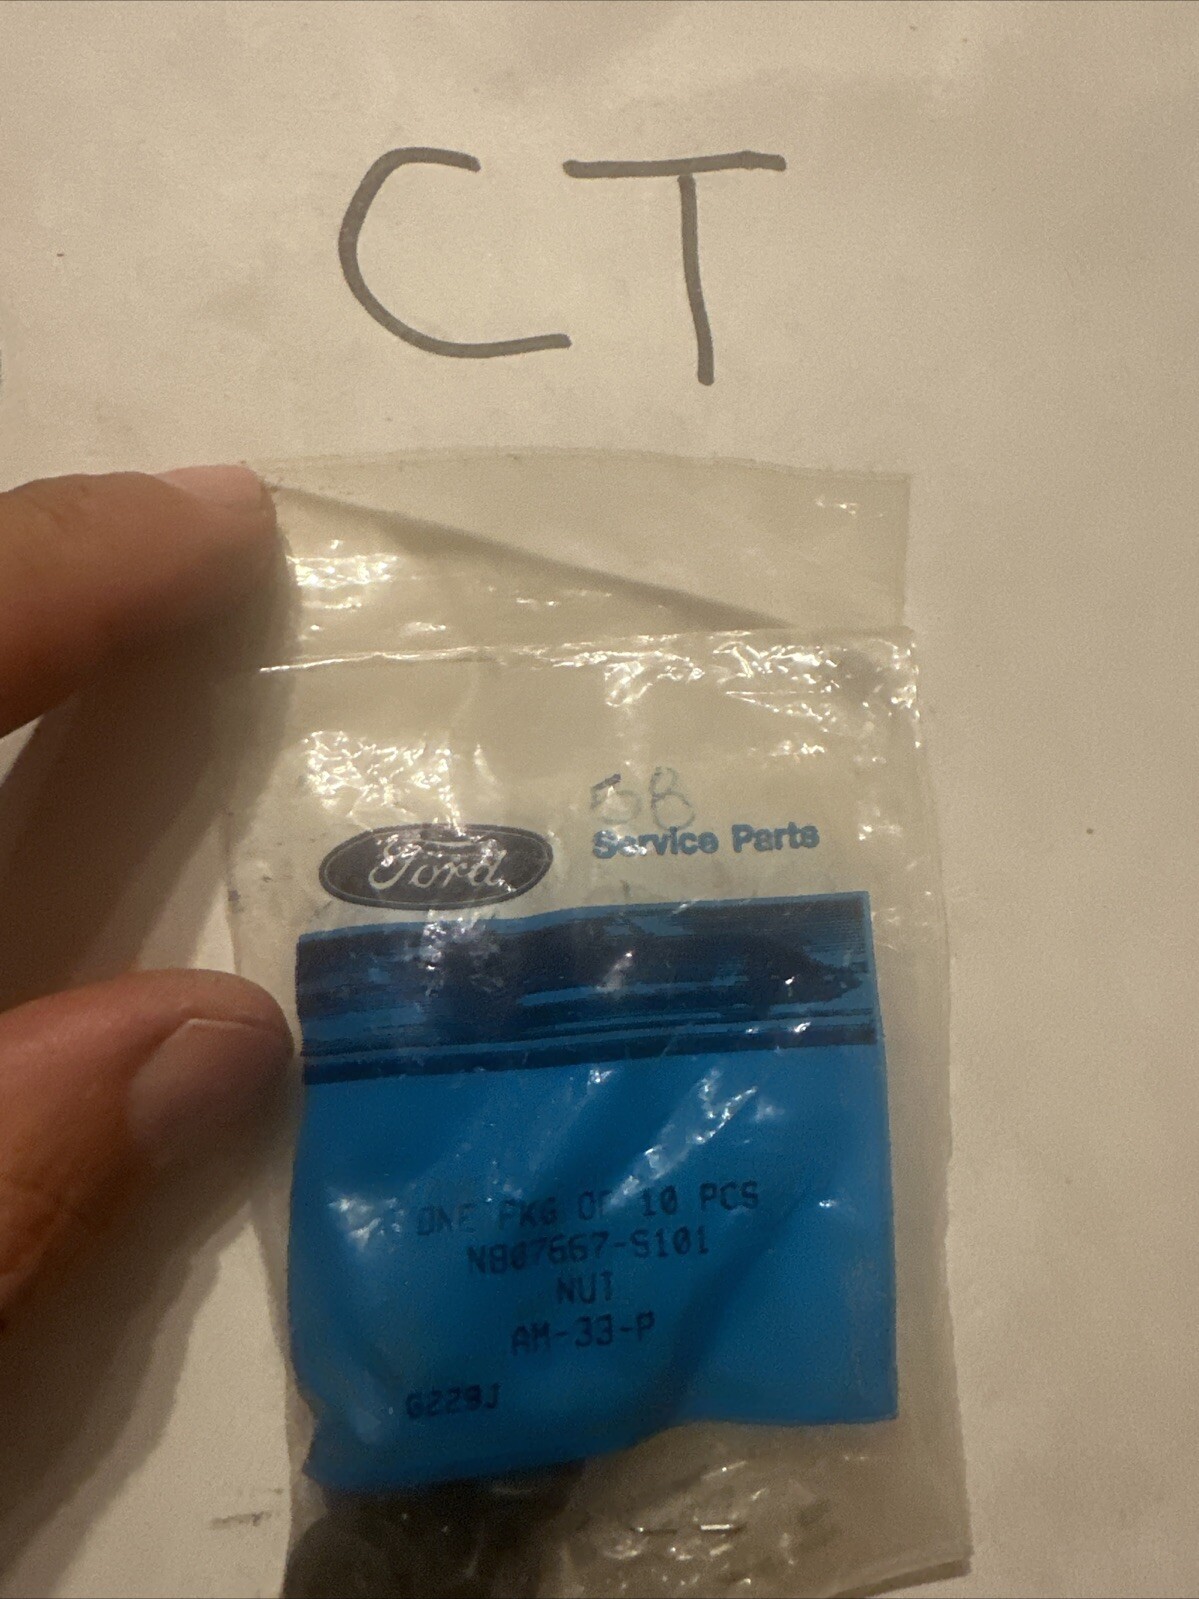 CT
58
Ford
Service Parts
ONE PKG OF 10 PCS
N807667-S101
NUT
AM-33-P
G229J